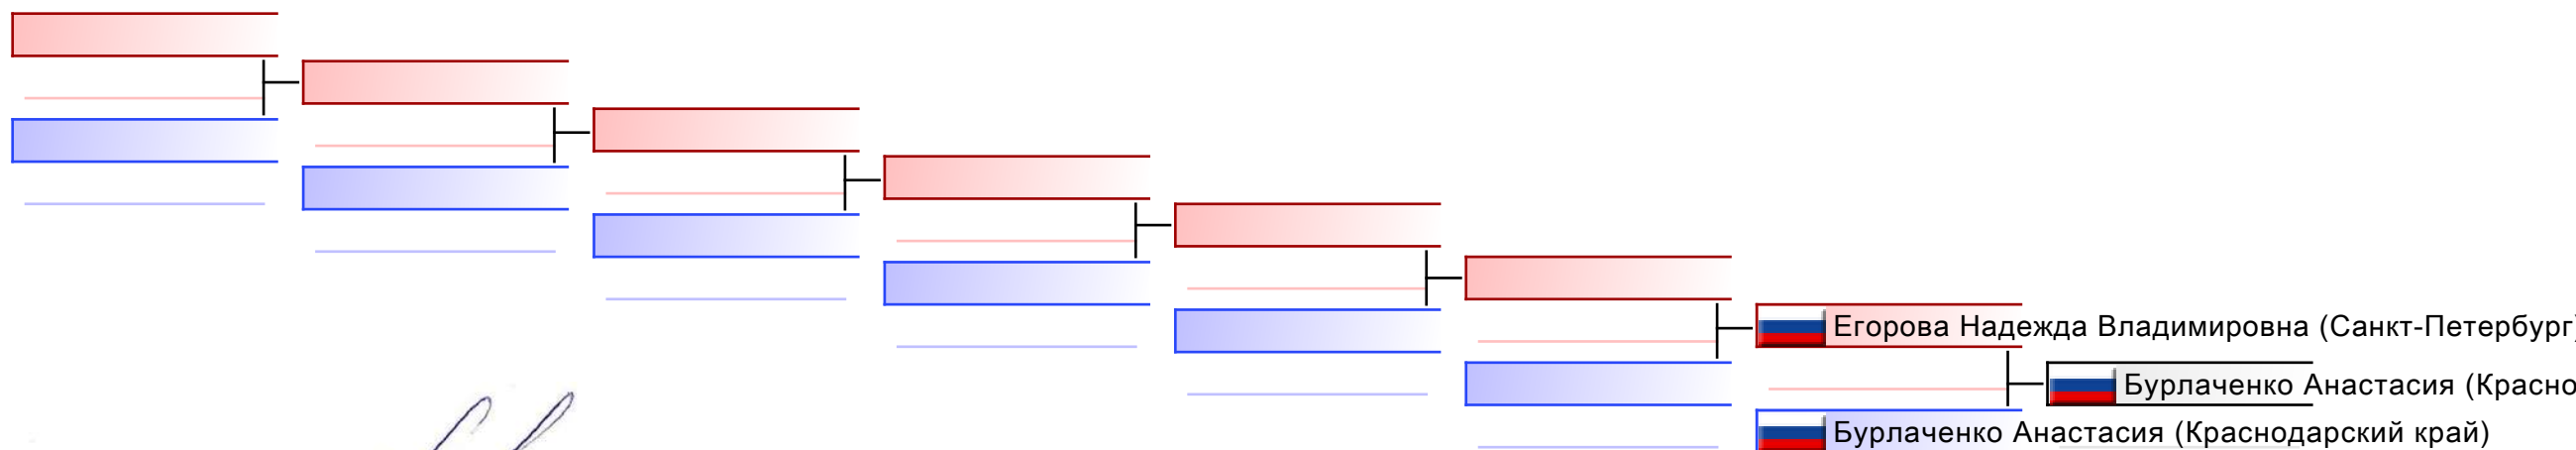 Егорова Надежда Владимировна (Санкт-Петербург)
Бурлаченко Анастасия (Красно
Бурлаченко Анастасия (Краснодарский край)